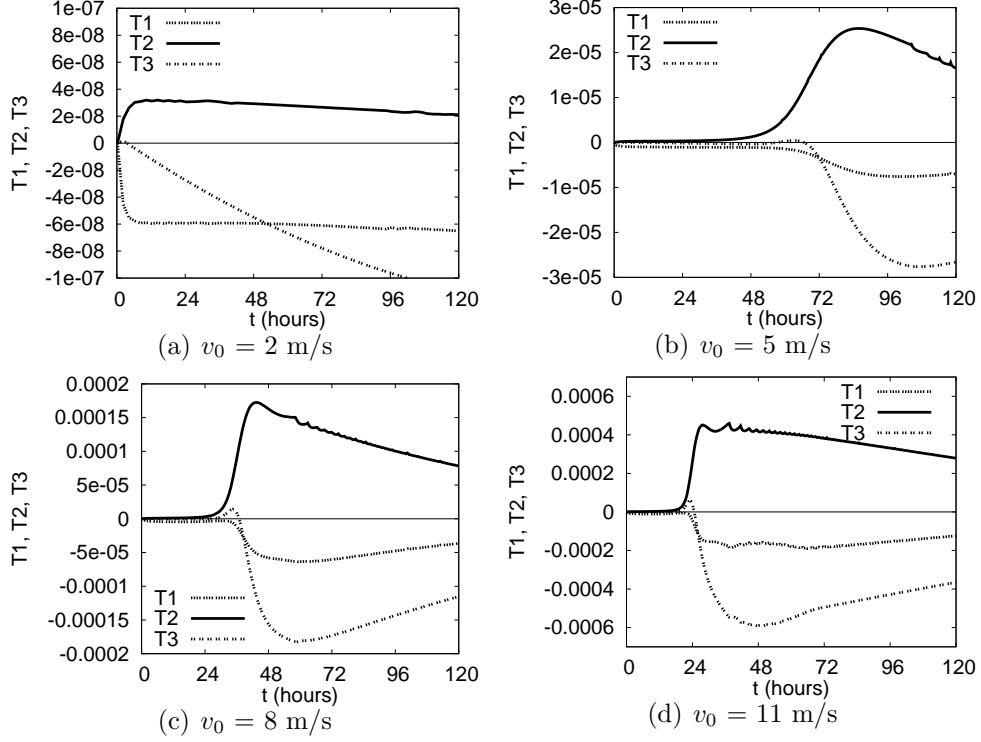 T1, T2, T3
1e-07
8e-08
6e-08
4e-08
2e-08
0
-2e-08
-4e-08
-6e-08
-8e-08
-1e-07
T1
T2
T3
0 24 48 72 96 120
t (hours)
(a) v₀ = 2 m/s
T1, T2, T3
3e-05
2e-05
1e-05
0
-1e-05
-2e-05
-3e-05
T1
T2
T3
0 24 48 72 96 120
t (hours)
(b) v₀ = 5 m/s
T1, T2, T3
0.0002
0.00015
0.0001
5e-05
0
-5e-05
-0.0001
-0.00015
-0.0002
T1
T2
T3
0 24 48 72 96 120
t (hours)
(c) v₀ = 8 m/s
T1, T2, T3
0.0006
0.0004
0.0002
0
-0.0002
-0.0004
-0.0006
T1
T2
T3
0 24 48 72 96 120
t (hours)
(d) v₀ = 11 m/s